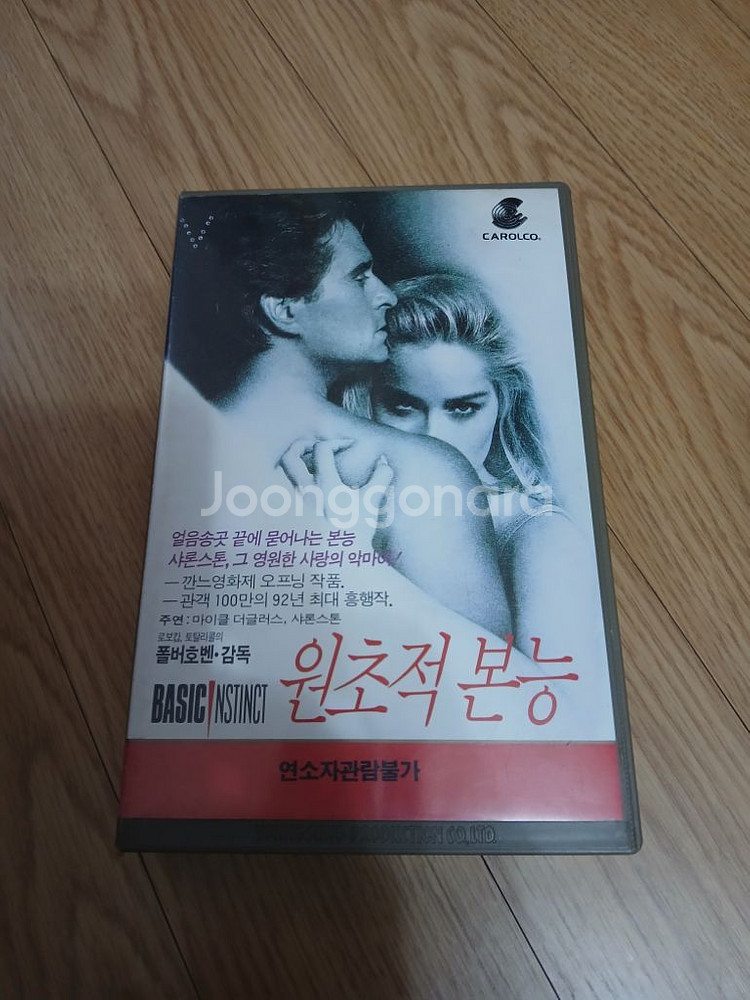 CAROLCO.
Joonggonara
얼음송곳 끝에 묻어나는 본능
샤론스톤, 그 영원한 사랑의 악마여!
—깐느영화제 오프닝 작품.
—관객 100만의 92년 최대 흥행작.
주연 : 마이클 더글러스, 샤론스톤
로보캅, 토탈리콜의
폴버호벤·감독
BASIC INSTINCT
원초적 본능
연소자관람불가
CO.LTD.